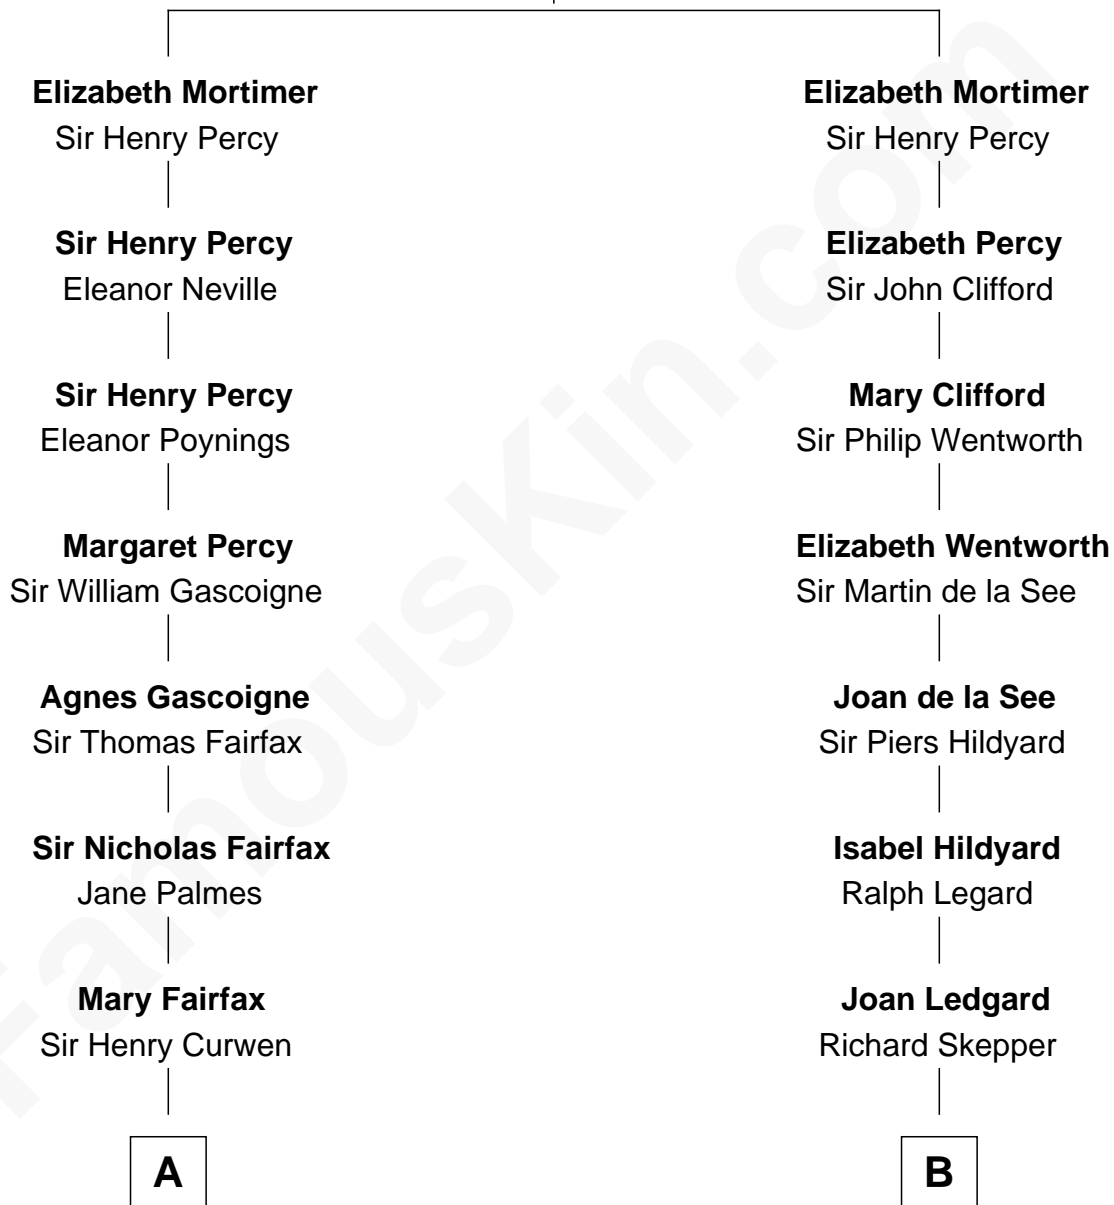 Elizabeth Mortimer
Sir Henry Percy
Sir Henry Percy
Eleanor Neville
Sir Henry Percy
Eleanor Poynings
Margaret Percy
Sir William Gascoigne
Agnes Gascoigne
Sir Thomas Fairfax
Sir Nicholas Fairfax
Jane Palmes
Mary Fairfax
Sir Henry Curwen
A
Elizabeth Mortimer
Sir Henry Percy
Elizabeth Percy
Sir John Clifford
Mary Clifford
Sir Philip Wentworth
Elizabeth Wentworth
Sir Martin de la See
Joan de la See
Sir Piers Hildyard
Isabel Hildyard
Ralph Legard
Joan Ledgard
Richard Skepper
B
FamousKin.com